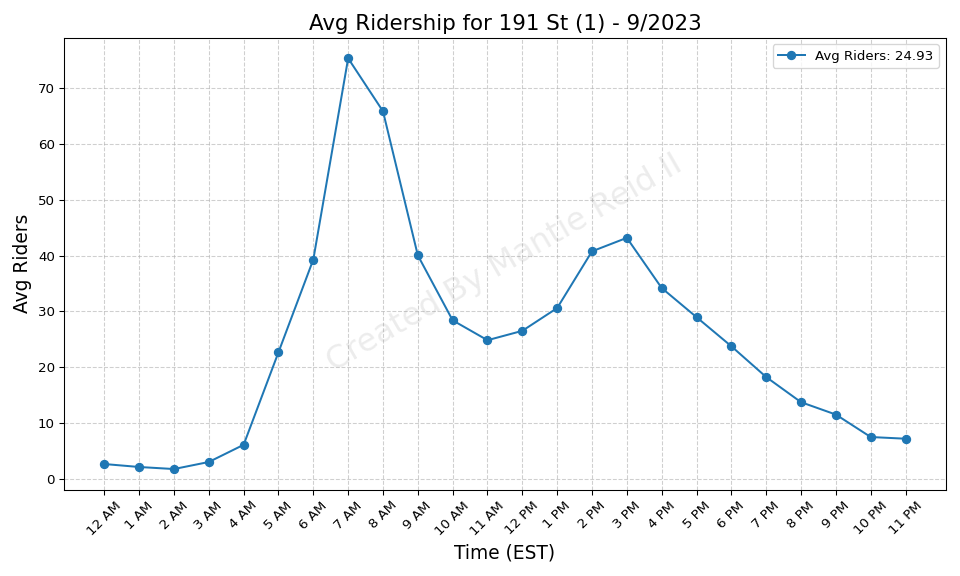 Avg Ridership for 191 St (1) - 9/2023
Avg Riders: 24.93
Avg Riders
70
60
50
40
30
20
10
0
Created By Mantie Reid II
12 AM 1 AM 2 AM 3 AM 4 AM 5 AM 6 AM 7 AM 8 AM 9 AM 10 AM 11 AM 12 PM 1 PM 2 PM 3 PM 4 PM 5 PM 6 PM 7 PM 8 PM 9 PM 10 PM 11 PM
Time (EST)